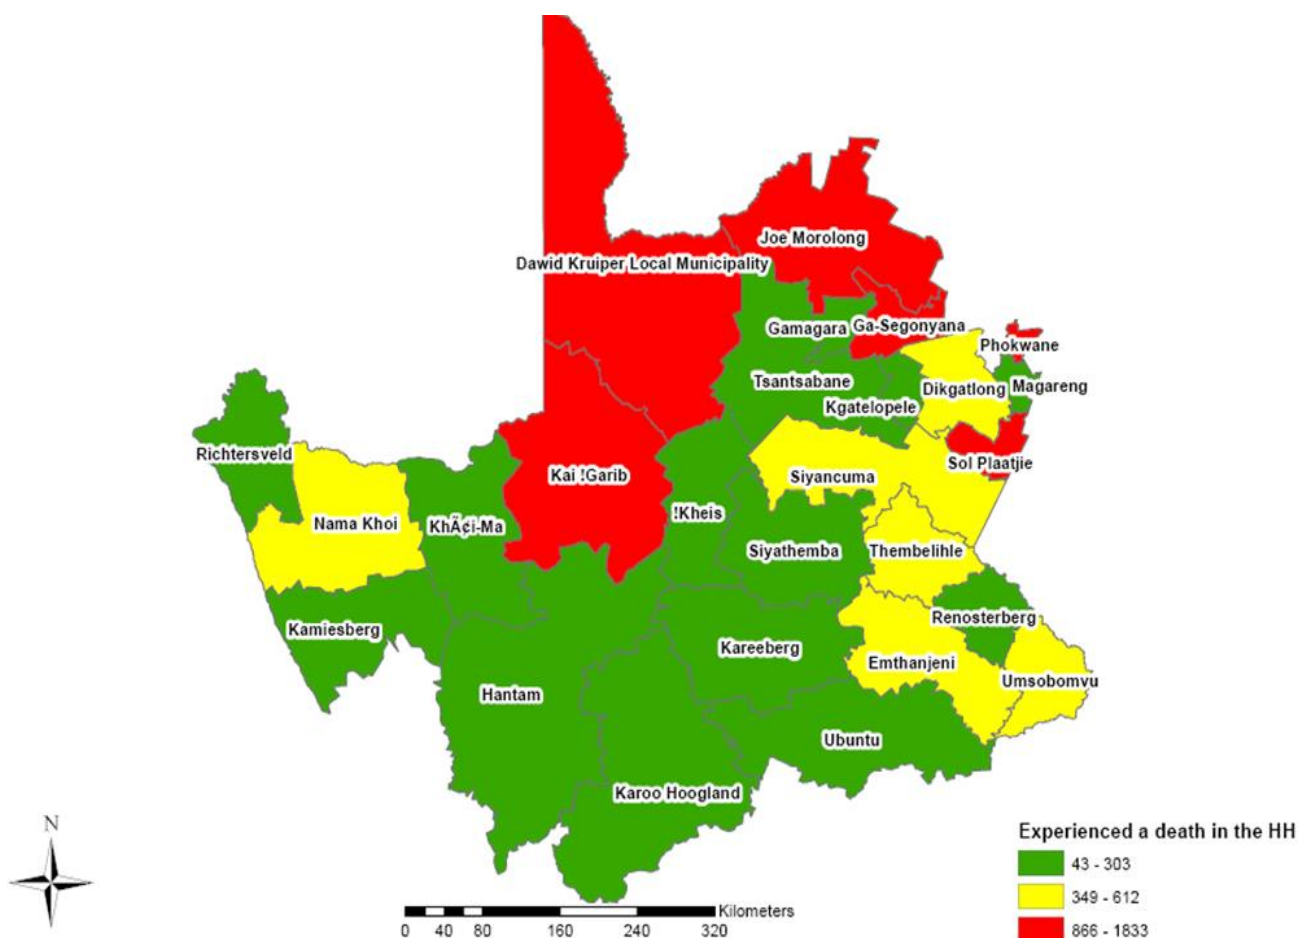 Joe Morolong
Dawid Kruiper Local Municipality
Gamagara
Ga-Segonyana
Phokwane
Tsantsabane
Dikgatlong
Magareng
Kgatelopele
Richtersveld
Sol Plaatjie
Kai !Garib
Siyancuma
Nama Khoi
KhÃ¢i-Ma
!Kheis
Siyathemba
Thembelihle
Renosterberg
Kamiesberg
Kareeberg
Emthanjeni
Umsobomvu
Hantam
Ubuntu
Karoo Hoogland
N
Experienced a death in the HH
43 - 303
349 - 612
866 - 1833
Kilometers
0 40 80 160 240 320